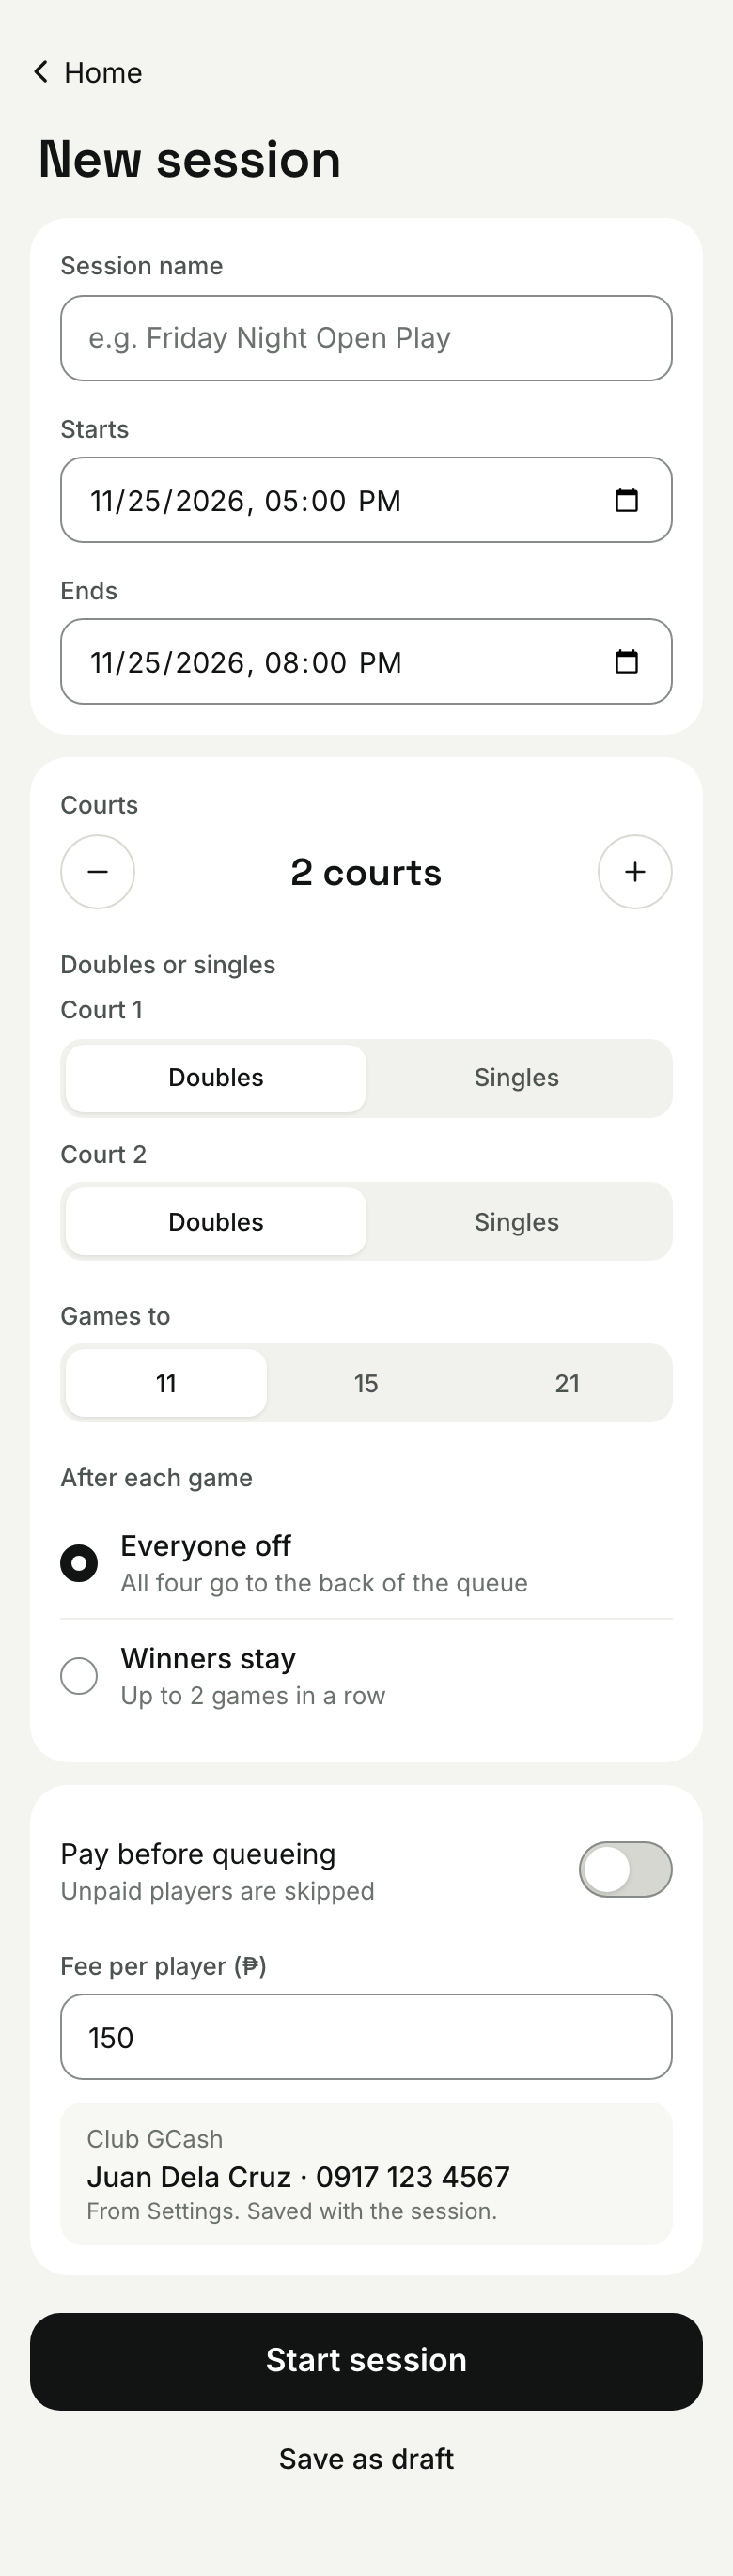 Home
New session
Session name
e.g. Friday Night Open Play
Starts
11/25/2026, 05:00 PM
Ends
11/25/2026, 08:00 PM
Courts
2 courts
Doubles or singles
Court 1
Doubles Singles
Court 2
Doubles Singles
Games to
11 15 21
After each game
Everyone off
All four go to the back of the queue
Winners stay
Up to 2 games in a row
Pay before queueing
Unpaid players are skipped
Fee per player (₱)
150
Club GCash
Juan Dela Cruz · 0917 123 4567
From Settings. Saved with the session.
Start session
Save as draft